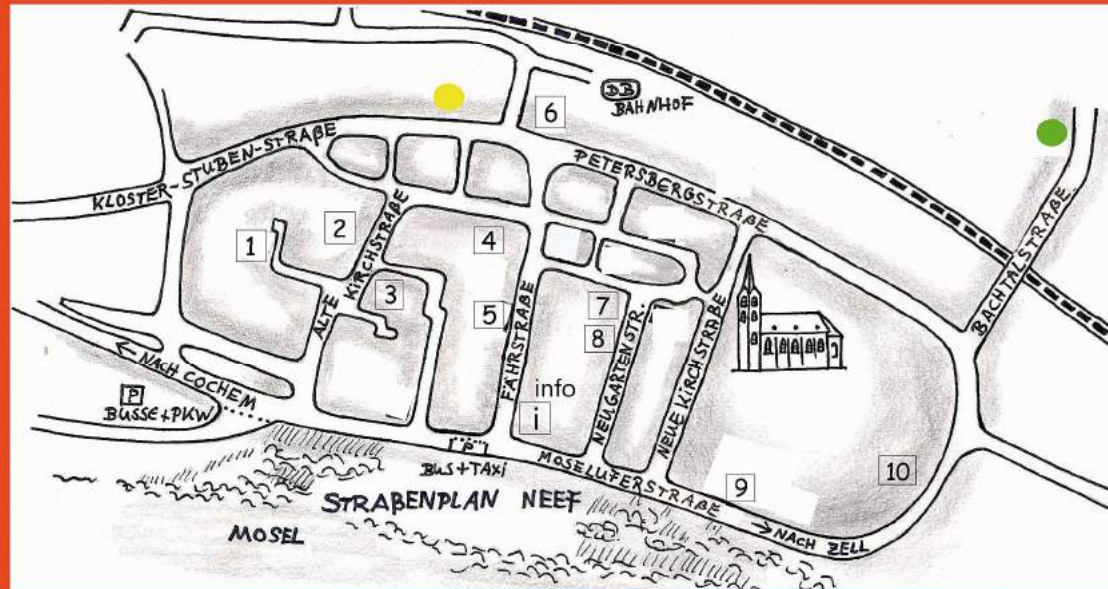 DB
BAHNHOF
6
PETERSBERGSTRAßE
KLOSTER-STUBEN-STRAßE
BACHTALSTRAßE
1
2
ALTE KIRCHSTRAßE
3
4
5
FÄHRSTRAßE
7
8
NEUGARTENSTR.
NEUE KIRCHSTRAßE
info
i
← NACH COCHEM
P
BUSSE+PKW
P
BUS+TAXi
MOSELUFERSTRAßE
9
10
→ NACH ZELL
STRAßENPLAN NEEF
MOSEL